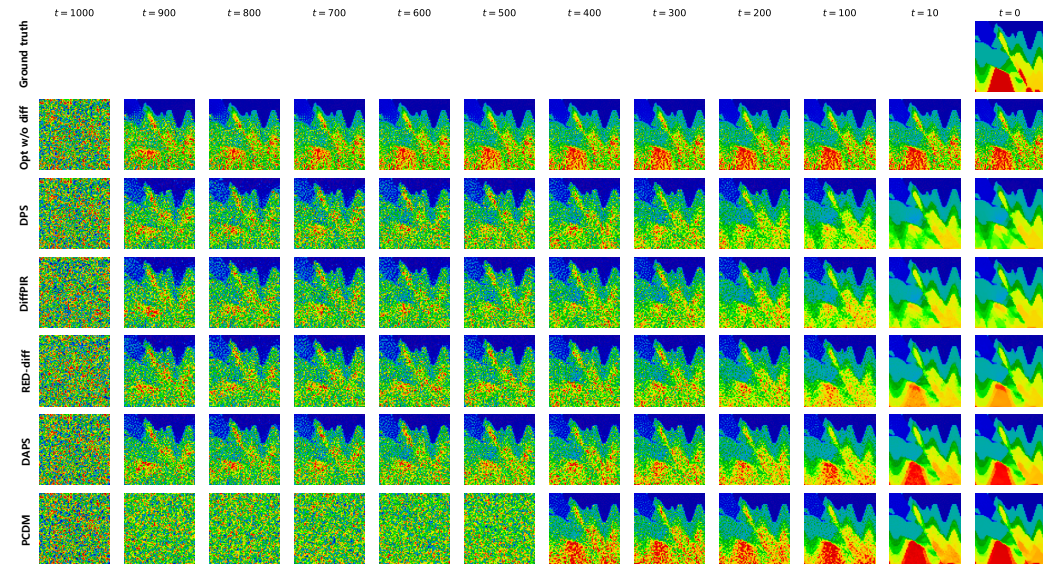 t = 1000 t = 900 t = 800 t = 700 t = 600 t = 500 t = 400 t = 300 t = 200 t = 100 t = 10 t = 0
Ground truth
Opt w/o diff
DPS
DiffPIR
RED-diff
DAPS
PCDM